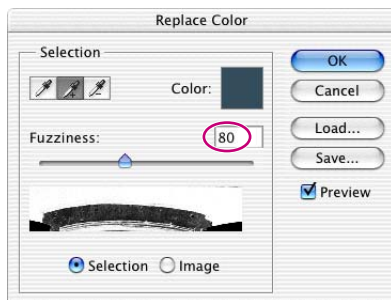 Replace Color
Selection
Color:
Fuzziness: 80
Selection Image
OK
Cancel
Load...
Save...
Preview